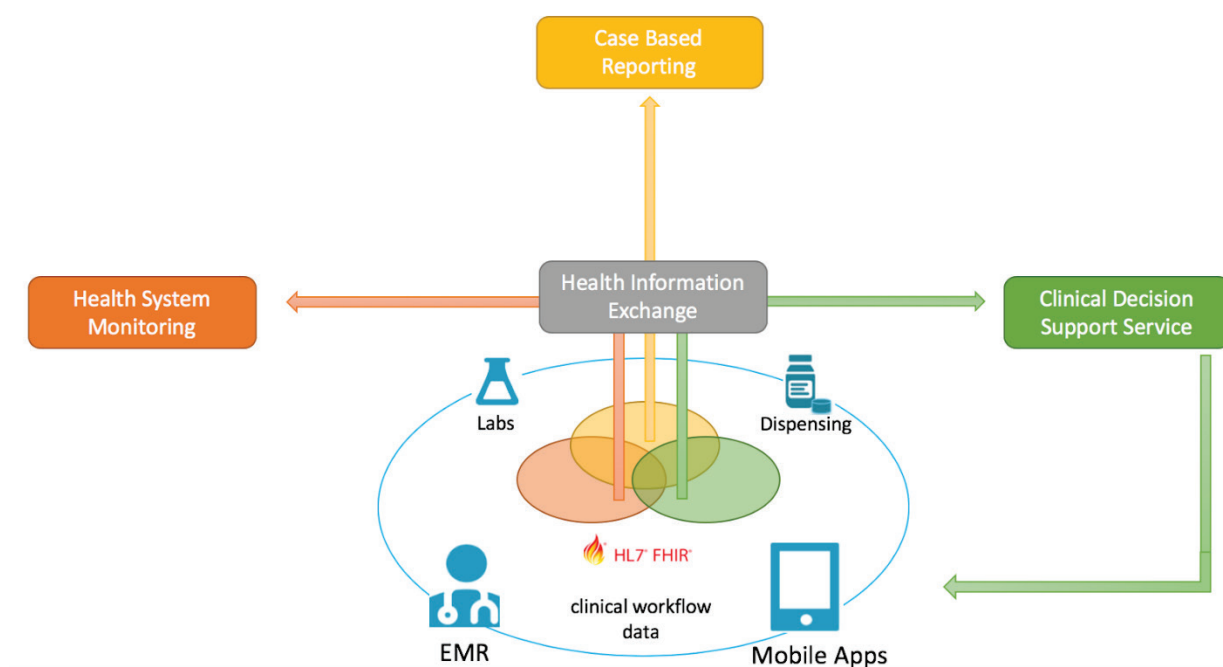 Case Based
Reporting
Health System
Monitoring
Health Information
Exchange
Clinical Decision
Support Service
Labs
Dispensing
HL7® FHIR®
clinical workflow
data
EMR
Mobile Apps